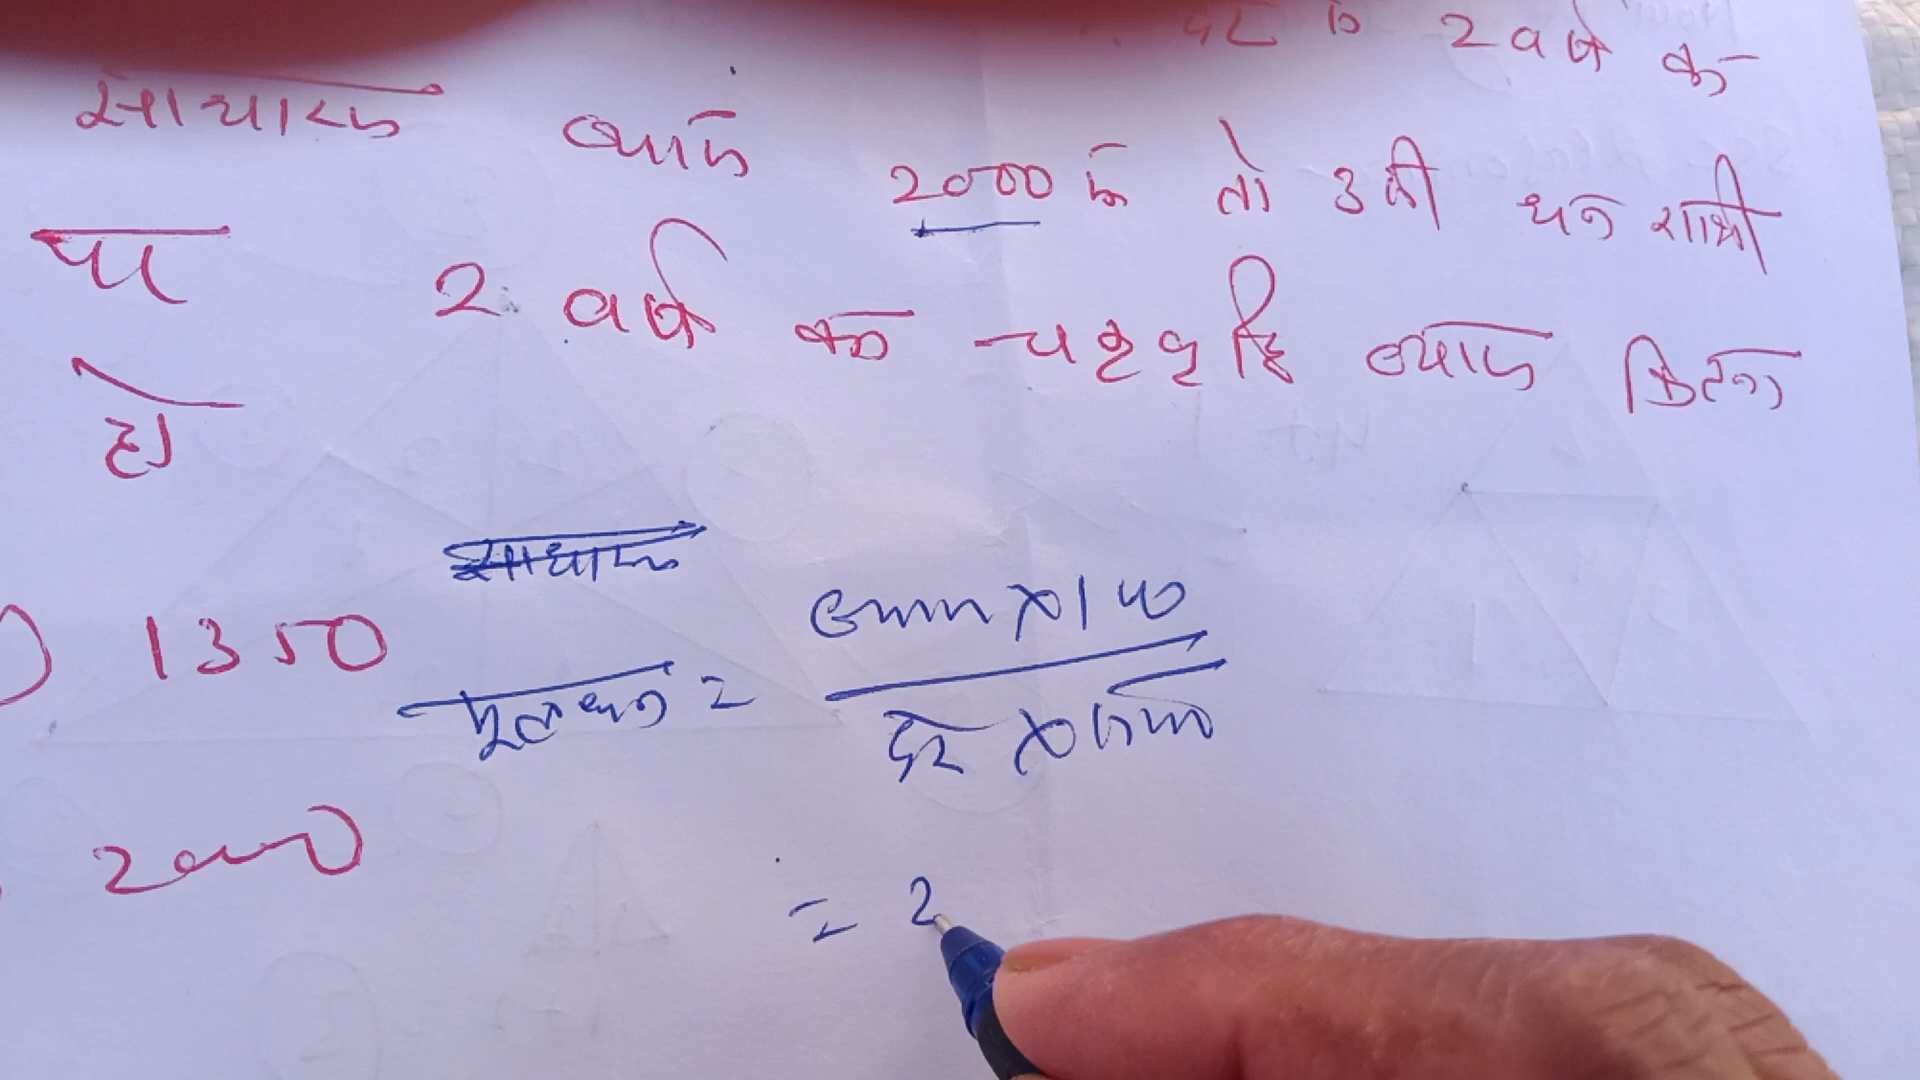 2 वर्ष का
साधारण ब्याज 2000 है तो उसी धन राशी
पर 2 वर्ष का चक्रवृद्धि ब्याज कितना
हो
साधारण
1350
मूलधन = ब्याज × 100
दर × समय
2000
= 2